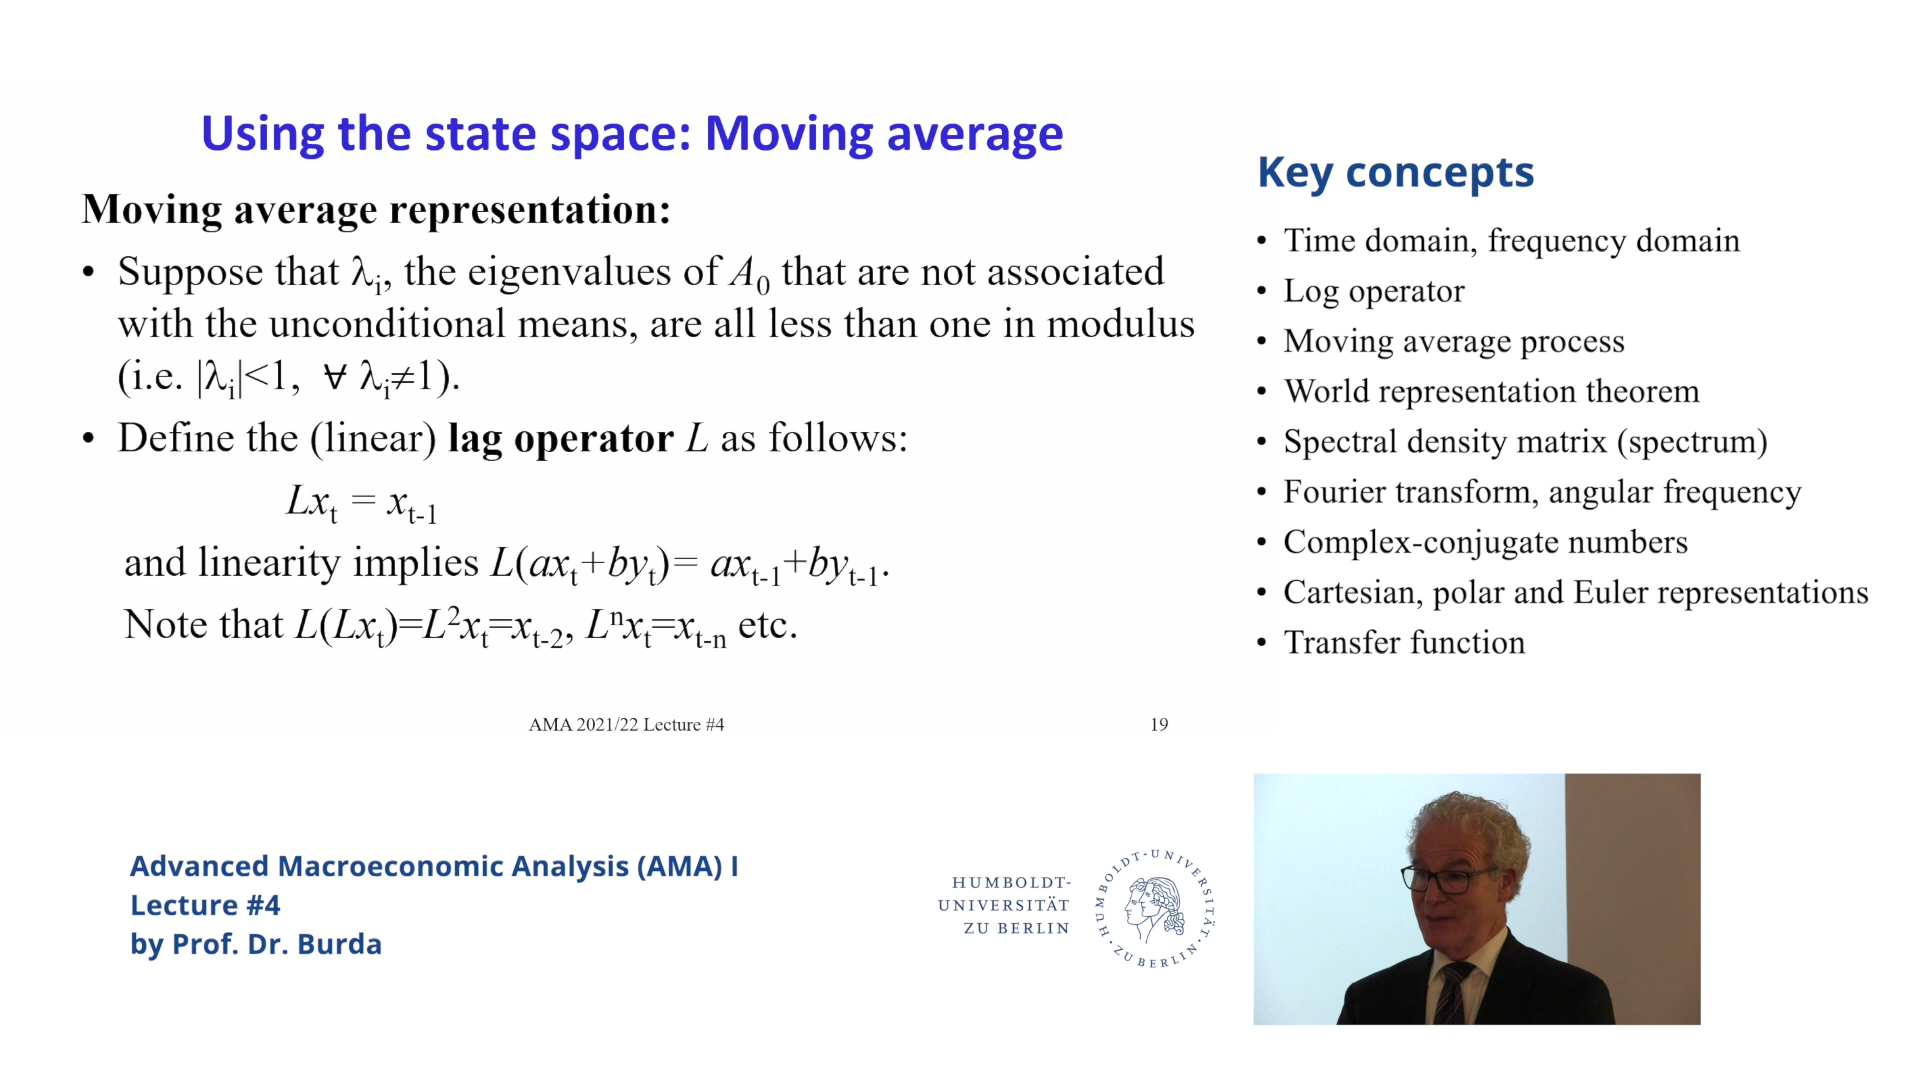 Using the state space: Moving average
Moving average representation:
• Suppose that λi, the eigenvalues of A0 that are not associated
with the unconditional means, are all less than one in modulus
(i.e. |λi|<1, ∀ λi≠1).
• Define the (linear) lag operator L as follows:
Lxt = xt-1
and linearity implies L(axt+byt)= axt-1+byt-1.
Note that L(Lxt)=L²xt=xt-2, Lⁿxt=xt-n etc.
AMA 2021/22 Lecture #4
19
Key concepts
• Time domain, frequency domain
• Log operator
• Moving average process
• World representation theorem
• Spectral density matrix (spectrum)
• Fourier transform, angular frequency
• Complex-conjugate numbers
• Cartesian, polar and Euler representations
• Transfer function
Advanced Macroeconomic Analysis (AMA) I
Lecture #4
by Prof. Dr. Burda
HUMBOLDT-
UNIVERSITÄT
ZU BERLIN
HUMBOLDT-UNIVERSITÄT · ZU BERLIN ·